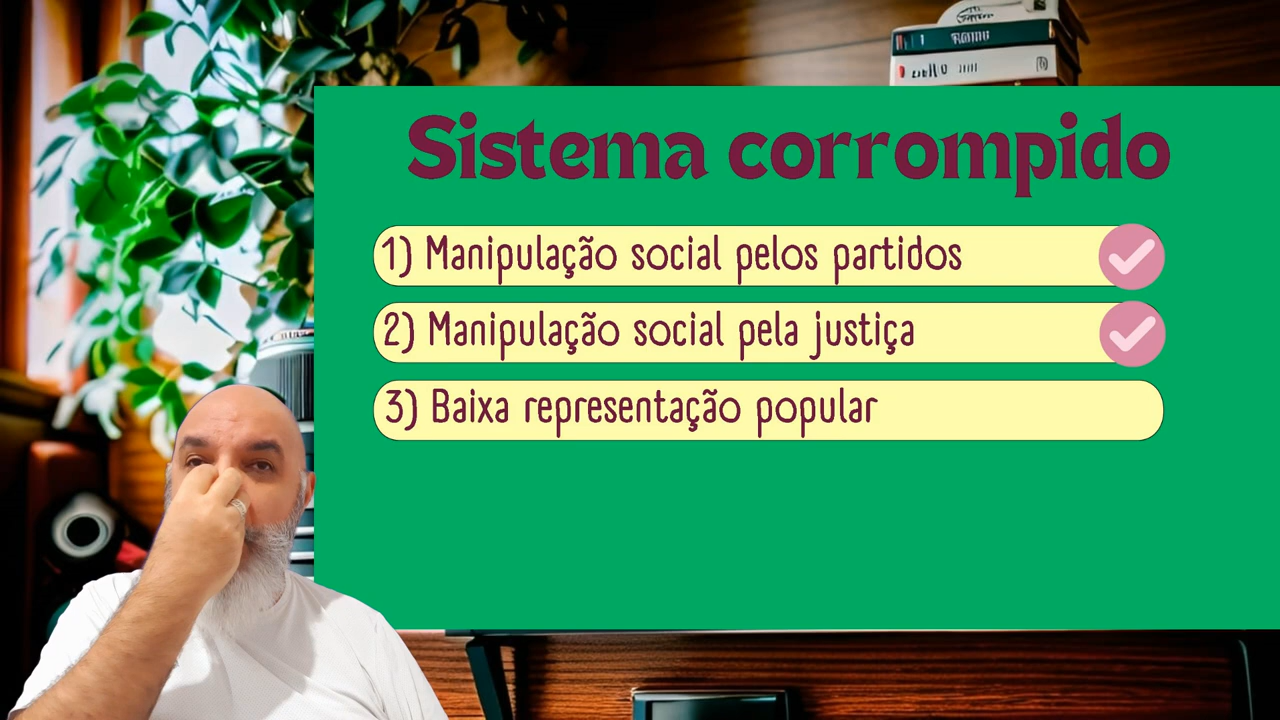 Sistema corrompido
1) Manipulação social pelos partidos
2) Manipulação social pela justiça
3) Baixa representação popular